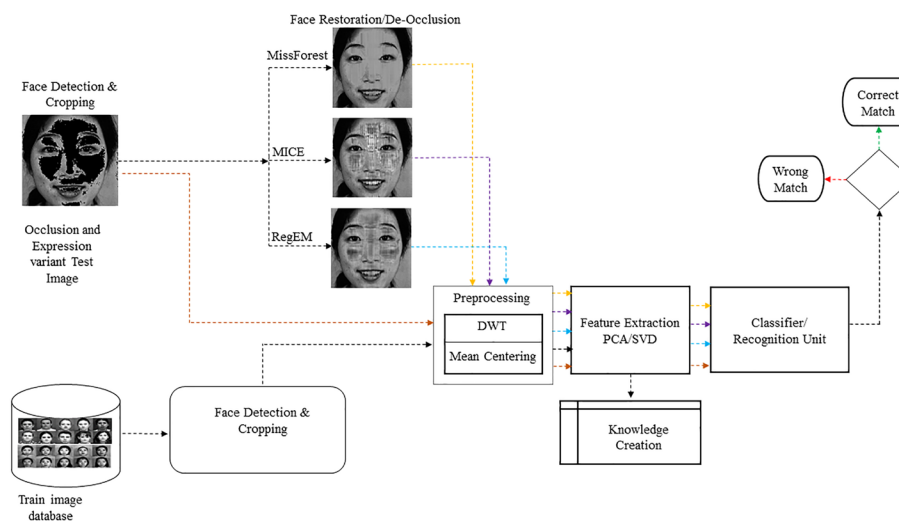 Face Restoration/De-Occlusion
MissForest
Face Detection &
Cropping
MICE
Occlusion and
Expression
variant Test
Image
RegEM
Correct
Match
Wrong
Match
Preprocessing
DWT
Mean Centering
Feature Extraction
PCA/SVD
Classifier/
Recognition Unit
Face Detection &
Cropping
Knowledge
Creation
Train image
database